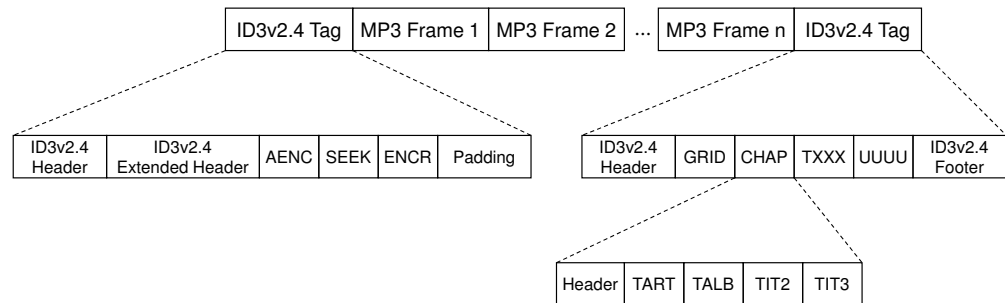 ID3v2.4 Tag MP3 Frame 1 MP3 Frame 2 ... MP3 Frame n ID3v2.4 Tag
ID3v2.4 Header
ID3v2.4 Extended Header
AENC
SEEK
ENCR
Padding
ID3v2.4 Header
GRID
CHAP
TXXX
UUUU
ID3v2.4 Footer
Header TART TALB TIT2 TIT3